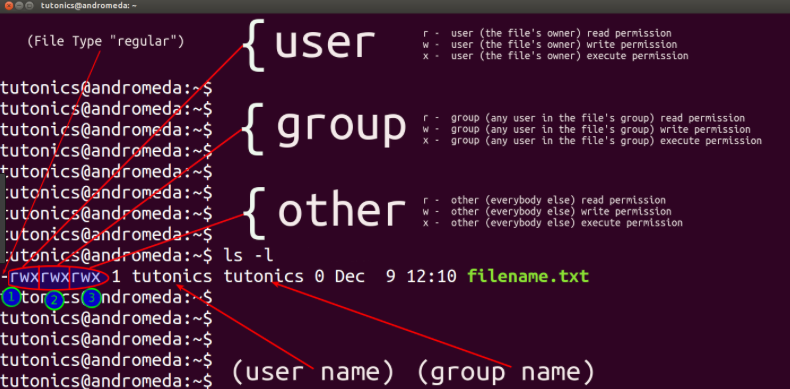 tutonics@andromeda: ~
(File Type "regular")
{ user
r - user (the file's owner) read permission
w - user (the file's owner) write permission
x - user (the file's owner) execute permission
tutonics@andromeda:~$
tutonics@andromeda:~$
{ group
r - group (any user in the file's group) read permission
w - group (any user in the file's group) write permission
x - group (any user in the file's group) execute permission
tutonics@andromeda:~$
tutonics@andromeda:~$
tutonics@andromeda:~$
tutonics@andromeda:~$
{ other
r - other (everybody else) read permission
w - other (everybody else) write permission
x - other (everybody else) execute permission
tutonics@andromeda:~$
tutonics@andromeda:~$
tutonics@andromeda:~$ ls -l
-rwxrwxrwx 1 tutonics tutonics 0 Dec  9 12:10 filename.txt
1 2 3
tutonics@andromeda:~$
tutonics@andromeda:~$
tutonics@andromeda:~$
tutonics@andromeda:~$
(user name) (group name)